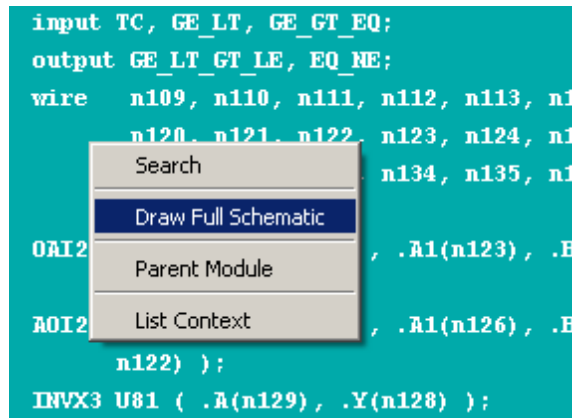 input TC, GE_LT, GE_GT_EQ;
output GE_LT_GT_LE, EQ_NE;
wire n109, n110, n111, n112, n113,
n120, n121, n122, n123, n124,
Search
, n134, n135,
Draw Full Schematic
OAI2 , .A1(n123), .B
Parent Module
List Context
AOI2 , .A1(n126), .B
n122) );
INVX3 U81 ( .A(n129), .Y(n128) );